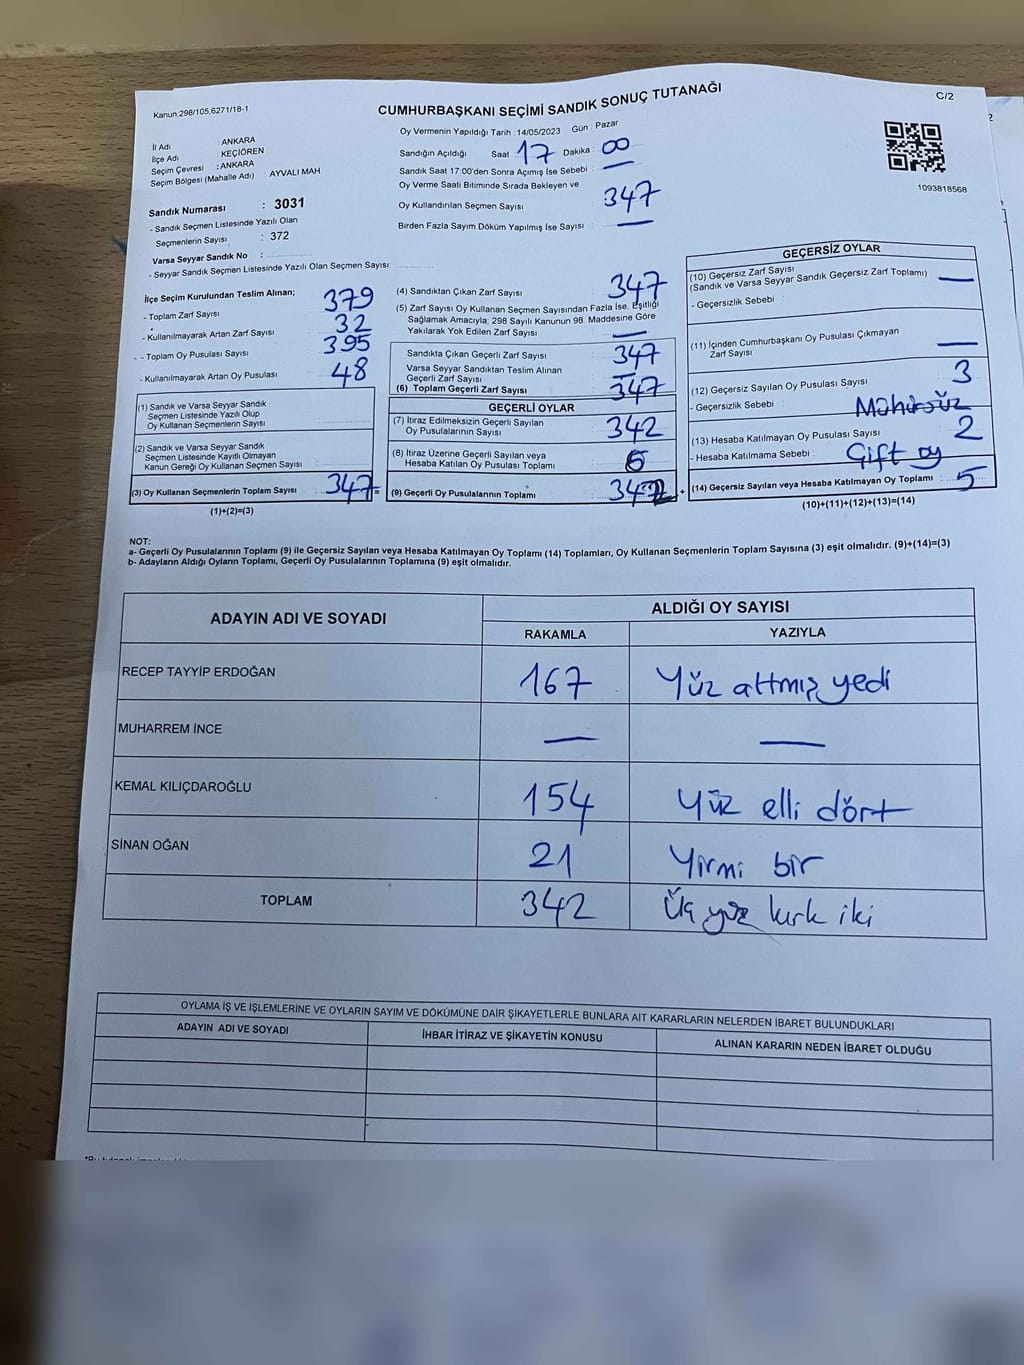 Kanun:298/105,6271/18-1
CUMHURBAŞKANI SEÇİMİ SANDIK SONUÇ TUTANAĞI
C/2
İl Adı : ANKARA
İlçe Adı : KEÇİÖREN
Seçim Çevresi : ANKARA
Seçim Bölgesi (Mahalle Adı) : AYVALI MAH
Sandık Numarası : 3031
- Sandık Seçmen Listesinde Yazılı Olan
Seçmenlerin Sayısı : 372
Varsa Seyyar Sandık No :
- Seyyar Sandık Seçmen Listesinde Yazılı Olan Seçmen Sayısı:
Oy Vermenin Yapıldığı Tarih : 14/05/2023 Gün : Pazar
Sandığın Açıldığı Saat 17 Dakika : 00
Sandık Saat 17.00'den Sonra Açımış İse Sebebi : —
Oy Verme Saati Bitiminde Sırada Bekleyen ve
Oy Kullandırılan Seçmen Sayısı 347
Birden Fazla Sayım Döküm Yapılmış İse Sayısı : —
1093818568
İlçe Seçim Kurulundan Teslim Alınan;
- Toplam Zarf Sayısı 379
- Kullanılmayarak Artan Zarf Sayısı 32
- Toplam Oy Pusulası Sayısı 395
- Kullanılmayarak Artan Oy Pusulası 48
(1) Sandık ve Varsa Seyyar Sandık
Seçmen Listesinde Yazılı Olup
Oy Kullanan Seçmenlerin Sayısı
(2) Sandık ve Varsa Seyyar Sandık
Seçmen Listesinde Kayıtlı Olmayan
Kanun Gereği Oy Kullanan Seçmen Sayısı
(3) Oy Kullanan Seçmenlerin Toplam Sayısı : 347 =
(1)+(2)=(3)
(4) Sandıktan Çıkan Zarf Sayısı 347
(5) Zarf Sayısı Oy Kullanan Seçmen Sayısından Fazla İse. Eşitliği
Sağlamak Amacıyla; 298 Sayılı Kanunun 98. Maddesine Göre
Yakılarak Yok Edilen Zarf Sayısı —
Sandıkta Çıkan Geçerli Zarf Sayısı 347
Varsa Seyyar Sandıktan Teslim Alınan
Geçerli Zarf Sayısı —
(6) Toplam Geçerli Zarf Sayısı 347
GEÇERLİ OYLAR
(7) İtiraz Edilmeksizin Geçerli Sayılan
Oy Pusulalarının Sayısı 342
(8) İtiraz Üzerine Geçerli Sayılan veya
Hesaba Katılan Oy Pusulası Toplamı
(9) Geçerli Oy Pusulalarının Toplamı 342 +
GEÇERSİZ OYLAR
(10) Geçersiz Zarf Sayısı
(Sandık ve Varsa Seyyar Sandık Geçersiz Zarf Toplamı) —
- Geçersizlik Sebebi :
(11) İçinden Cumhurbaşkanı Oy Pusulası Çıkmayan
Zarf Sayısı —
(12) Geçersiz Sayılan Oy Pusulası Sayısı 3
- Geçersizlik Sebebi : Mühürsüz
(13) Hesaba Katılmayan Oy Pusulası Sayısı 2
- Hesaba Katılmama Sebebi : Çift oy
(14) Geçersiz Sayılan veya Hesaba Katılmayan Oy Toplamı 5
(10)+(11)+(12)+(13)=(14)
NOT:
a- Geçerli Oy Pusulalarının Toplamı (9) ile Geçersiz Sayılan veya Hesaba Katılmayan Oy Toplamı (14) Toplamları, Oy Kullanan Seçmenlerin Toplam Sayısına (3) eşit olmalıdır. (9)+(14)=(3)
b- Adayların Aldığı Oyların Toplamı, Geçerli Oy Pusulalarının Toplamına (9) eşit olmalıdır.
ADAYIN ADI VE SOYADI ALDIĞI OY SAYISI
RAKAMLA YAZIYLA
RECEP TAYYİP ERDOĞAN 167 Yüz altmış yedi
MUHARREM İNCE — —
KEMAL KILIÇDAROĞLU 154 Yüz elli dört
SİNAN OĞAN 21 Yirmi bir
TOPLAM 342 Üç yüz kırk iki
OYLAMA İŞ VE İŞLEMLERİNE VE OYLARIN SAYIM VE DÖKÜMÜNE DAİR ŞİKAYETLERLE BUNLARA AİT KARARLARIN NELERDEN İBARET BULUNDUKLARI
ADAYIN ADI VE SOYADI İHBAR İTİRAZ VE ŞİKAYETİN KONUSU ALINAN KARARIN NEDEN İBARET OLDUĞU